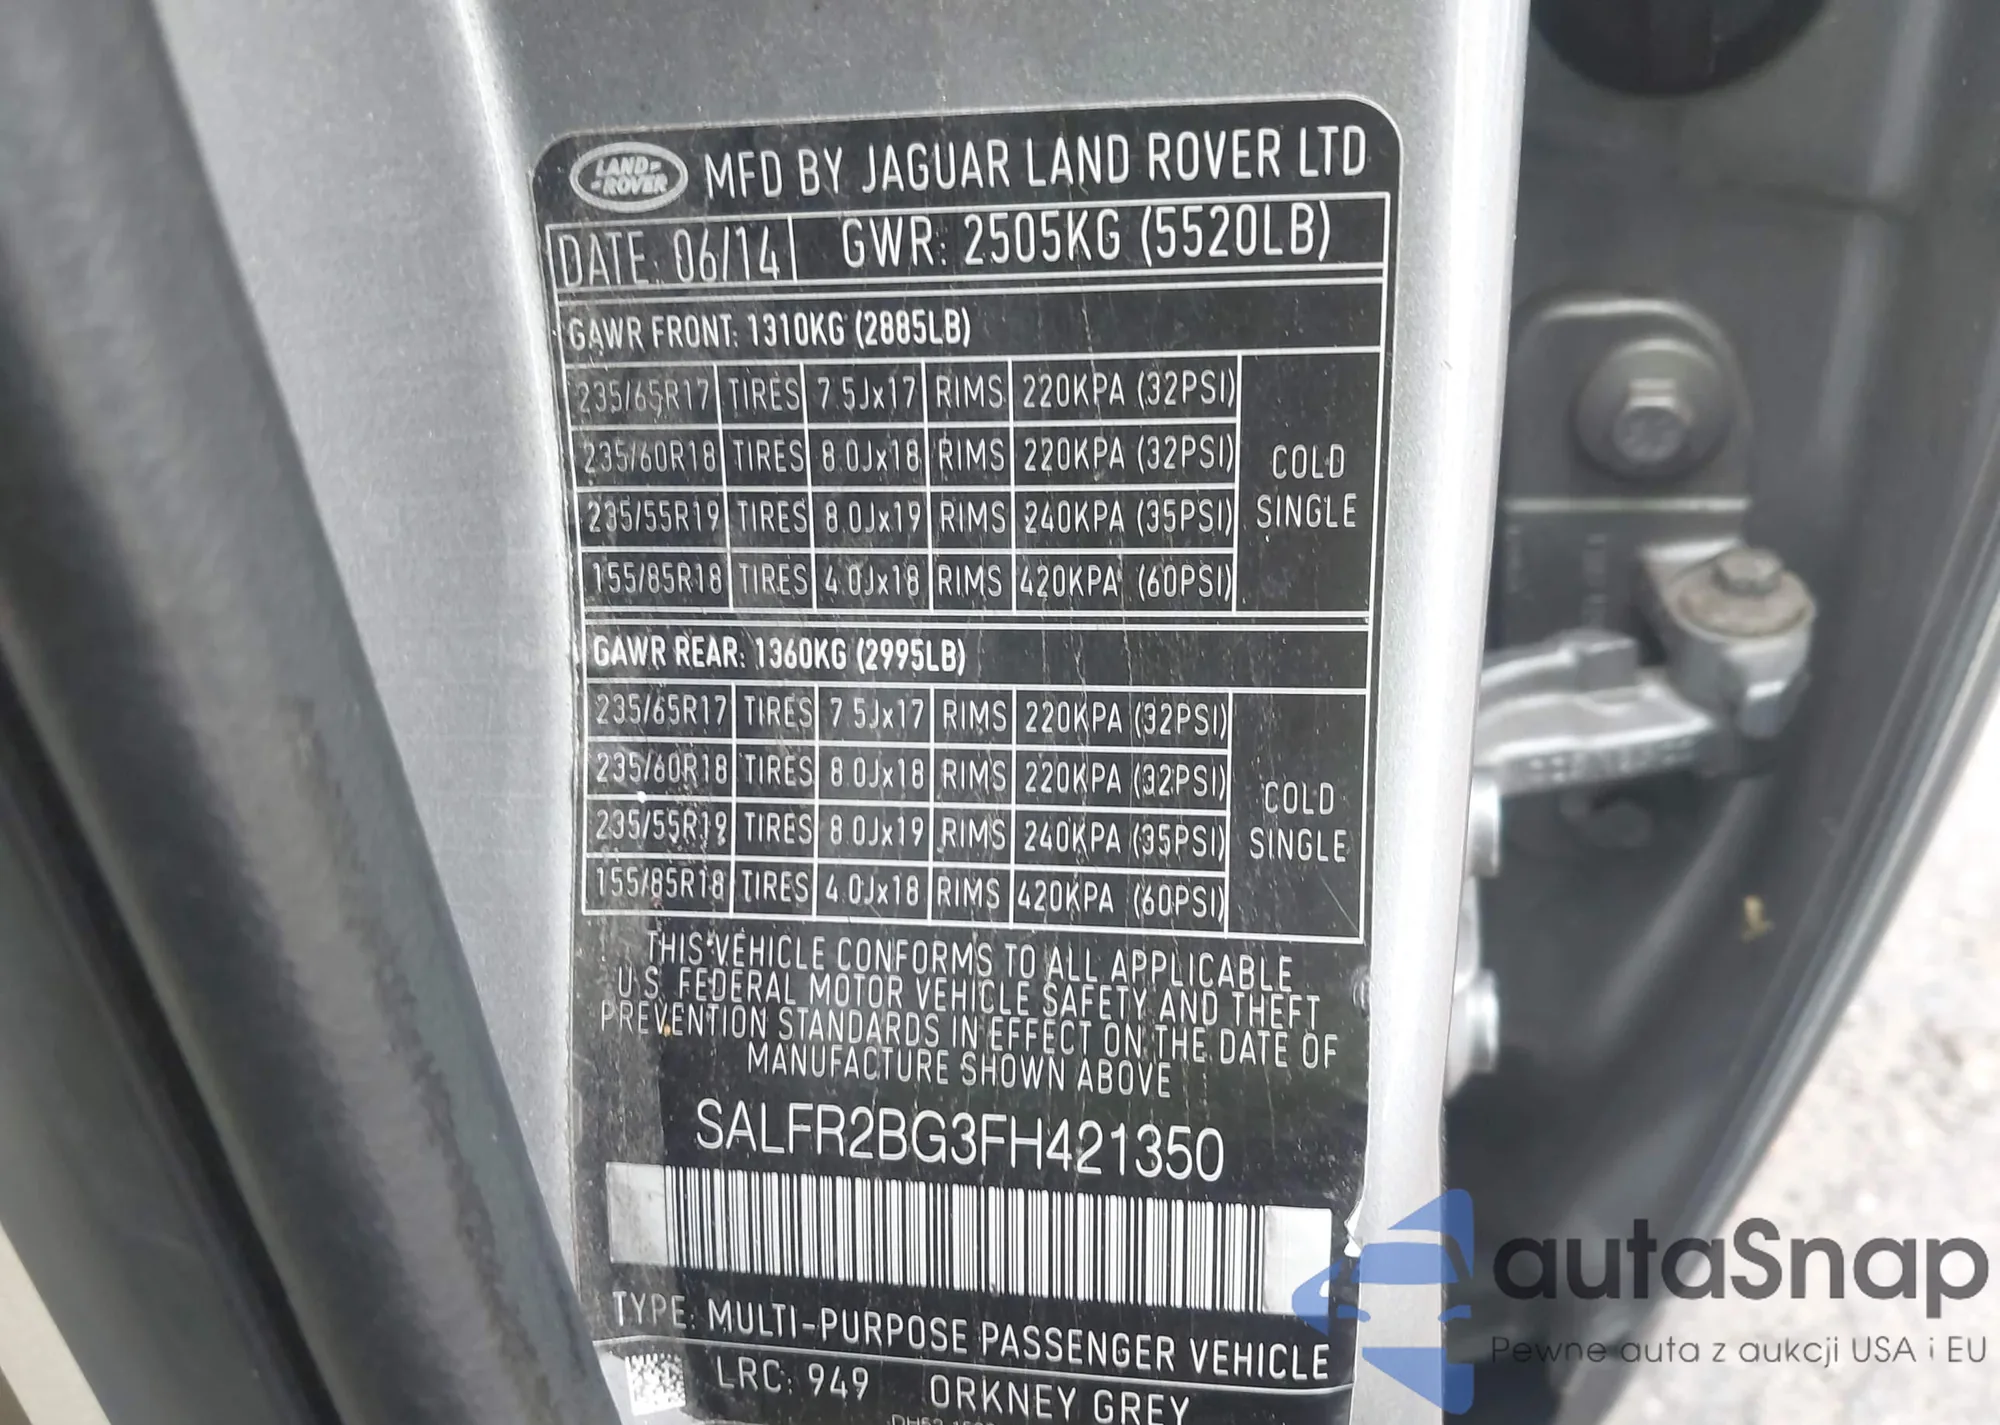 LAND ROVER MFD BY JAGUAR LAND ROVER LTD
DATE: 06/14 GWR: 2505KG (5520LB)
GAWR FRONT: 1310KG (2885LB)
235/65R17 TIRES 7.5Jx17 RIMS 220KPA (32PSI)
235/60R18 TIRES 8.0Jx18 RIMS 220KPA (32PSI)
235/55R19 TIRES 8.0Jx19 RIMS 240KPA (35PSI)
155/85R18 TIRES 4.0Jx18 RIMS 420KPA (60PSI)
COLD
SINGLE
GAWR REAR: 1360KG (2995LB)
235/65R17 TIRES 7.5Jx17 RIMS 220KPA (32PSI)
235/60R18 TIRES 8.0Jx18 RIMS 220KPA (32PSI)
235/55R19 TIRES 8.0Jx19 RIMS 240KPA (35PSI)
155/85R18 TIRES 4.0Jx18 RIMS 420KPA (60PSI)
COLD
SINGLE
THIS VEHICLE CONFORMS TO ALL APPLICABLE
U.S. FEDERAL MOTOR VEHICLE SAFETY AND THEFT
PREVENTION STANDARDS IN EFFECT ON THE DATE OF
MANUFACTURE SHOWN ABOVE
SALFR2BG3FH421350
TYPE: MULTI-PURPOSE PASSENGER VEHICLE
LRC: 949 ORKNEY GREY
autaSnap
Pewne auta z aukcji USA i EU